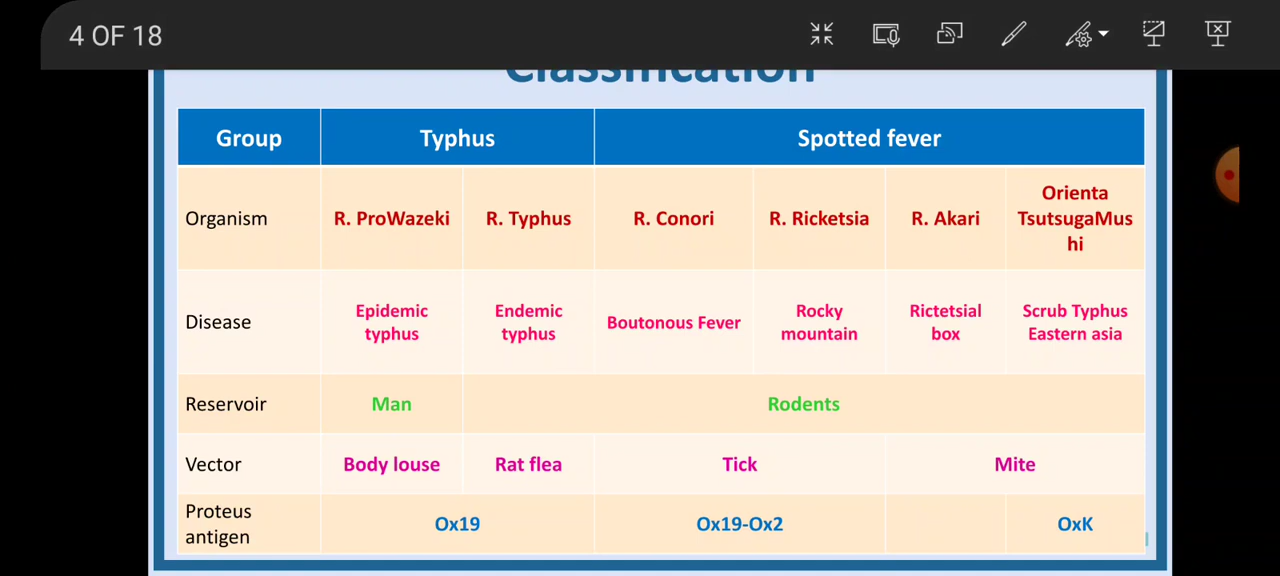 4 OF 18
Classification
Group Typhus Spotted fever
Organism R. ProWazeki R. Typhus R. Conori R. Ricketsia R. Akari Orienta
TsutsugaMus
hi
Disease Epidemic
typhus Endemic
typhus Boutonous Fever Rocky
mountain Rictetsial
box Scrub Typhus
Eastern asia
Reservoir Man Rodents
Vector Body louse Rat flea Tick Mite
Proteus
antigen Ox19 Ox19-Ox2 OxK